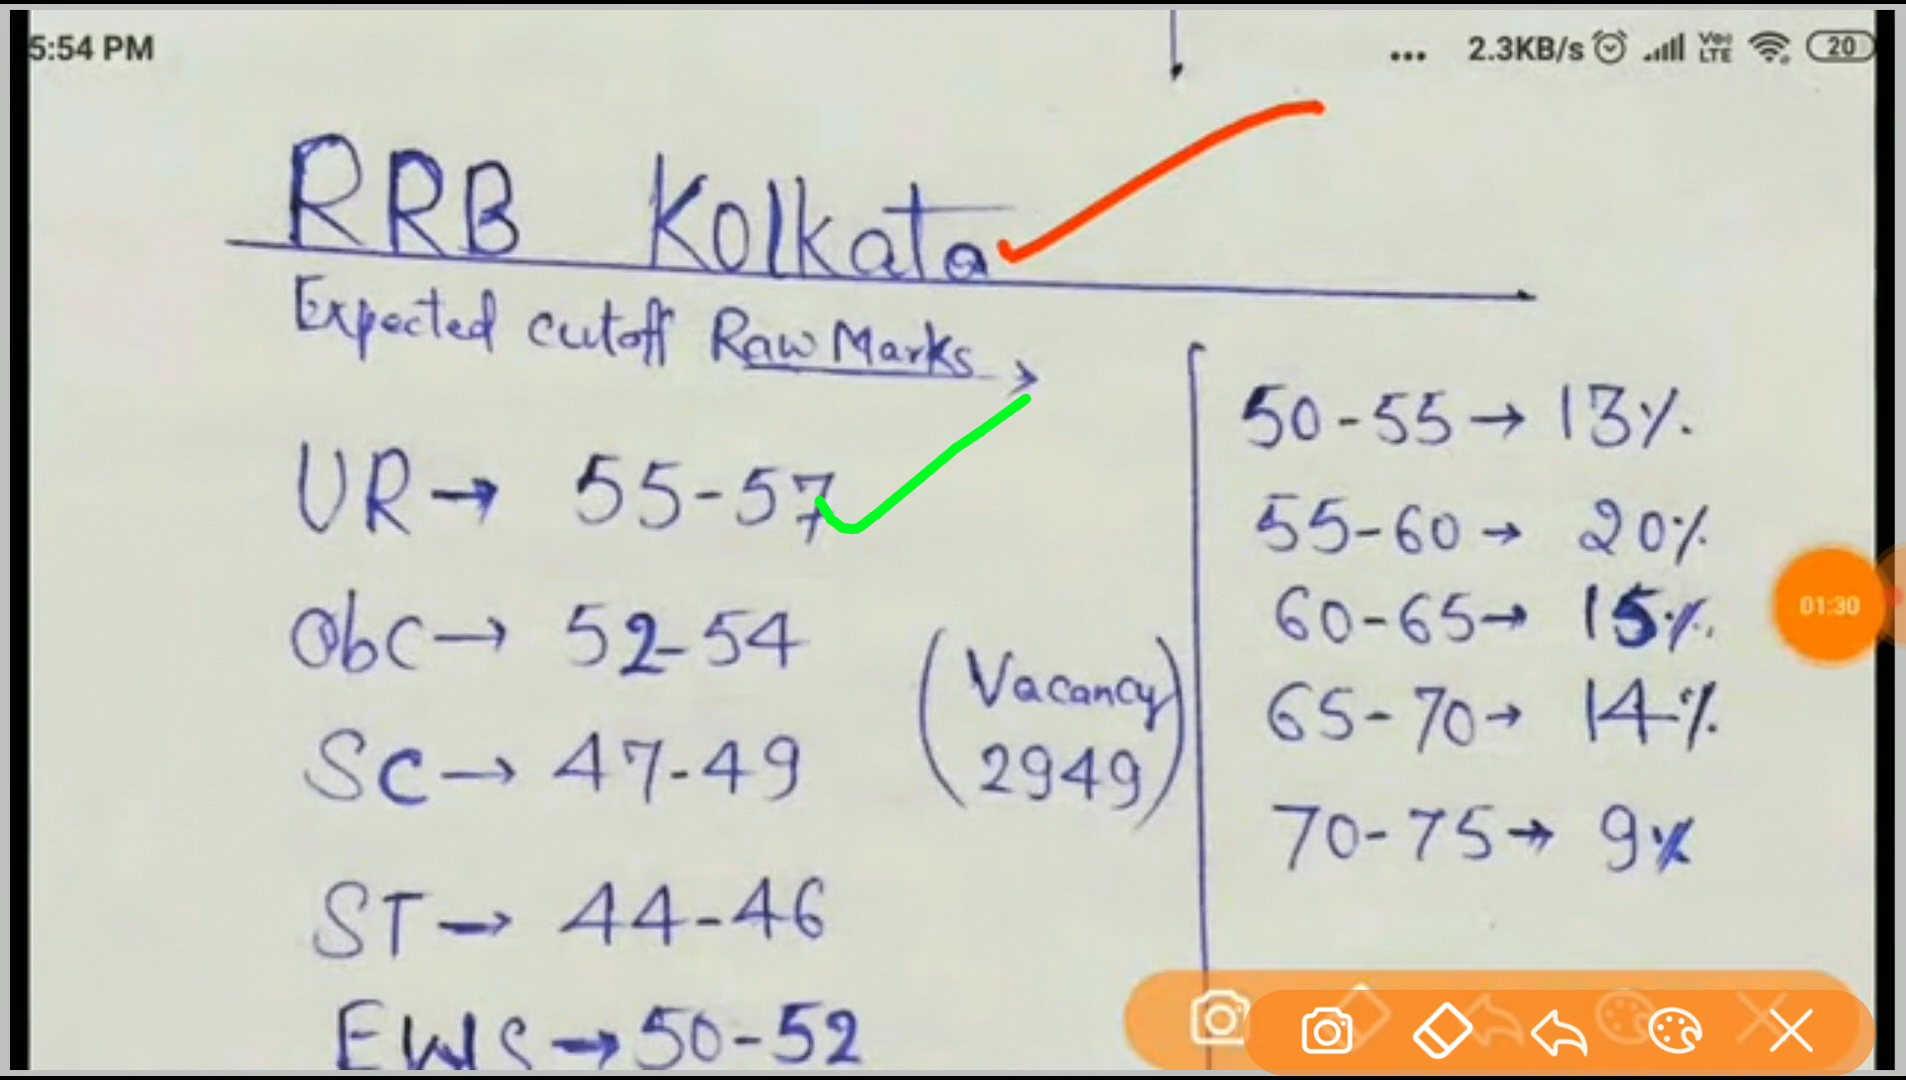 5:54 PM
... 2.3KB/s Vo) LTE 20
RRB Kolkata
Expected cutoff Raw Marks
UR→ 55-57
Obc→ 52-54
SC→ 47-49
ST→ 44-46
EWS→50-52
(Vacancy
2949)
50-55→ 13%.
55-60→ 20%
60-65→ 15%.
65-70→ 14%.
70-75→ 9%
01:30